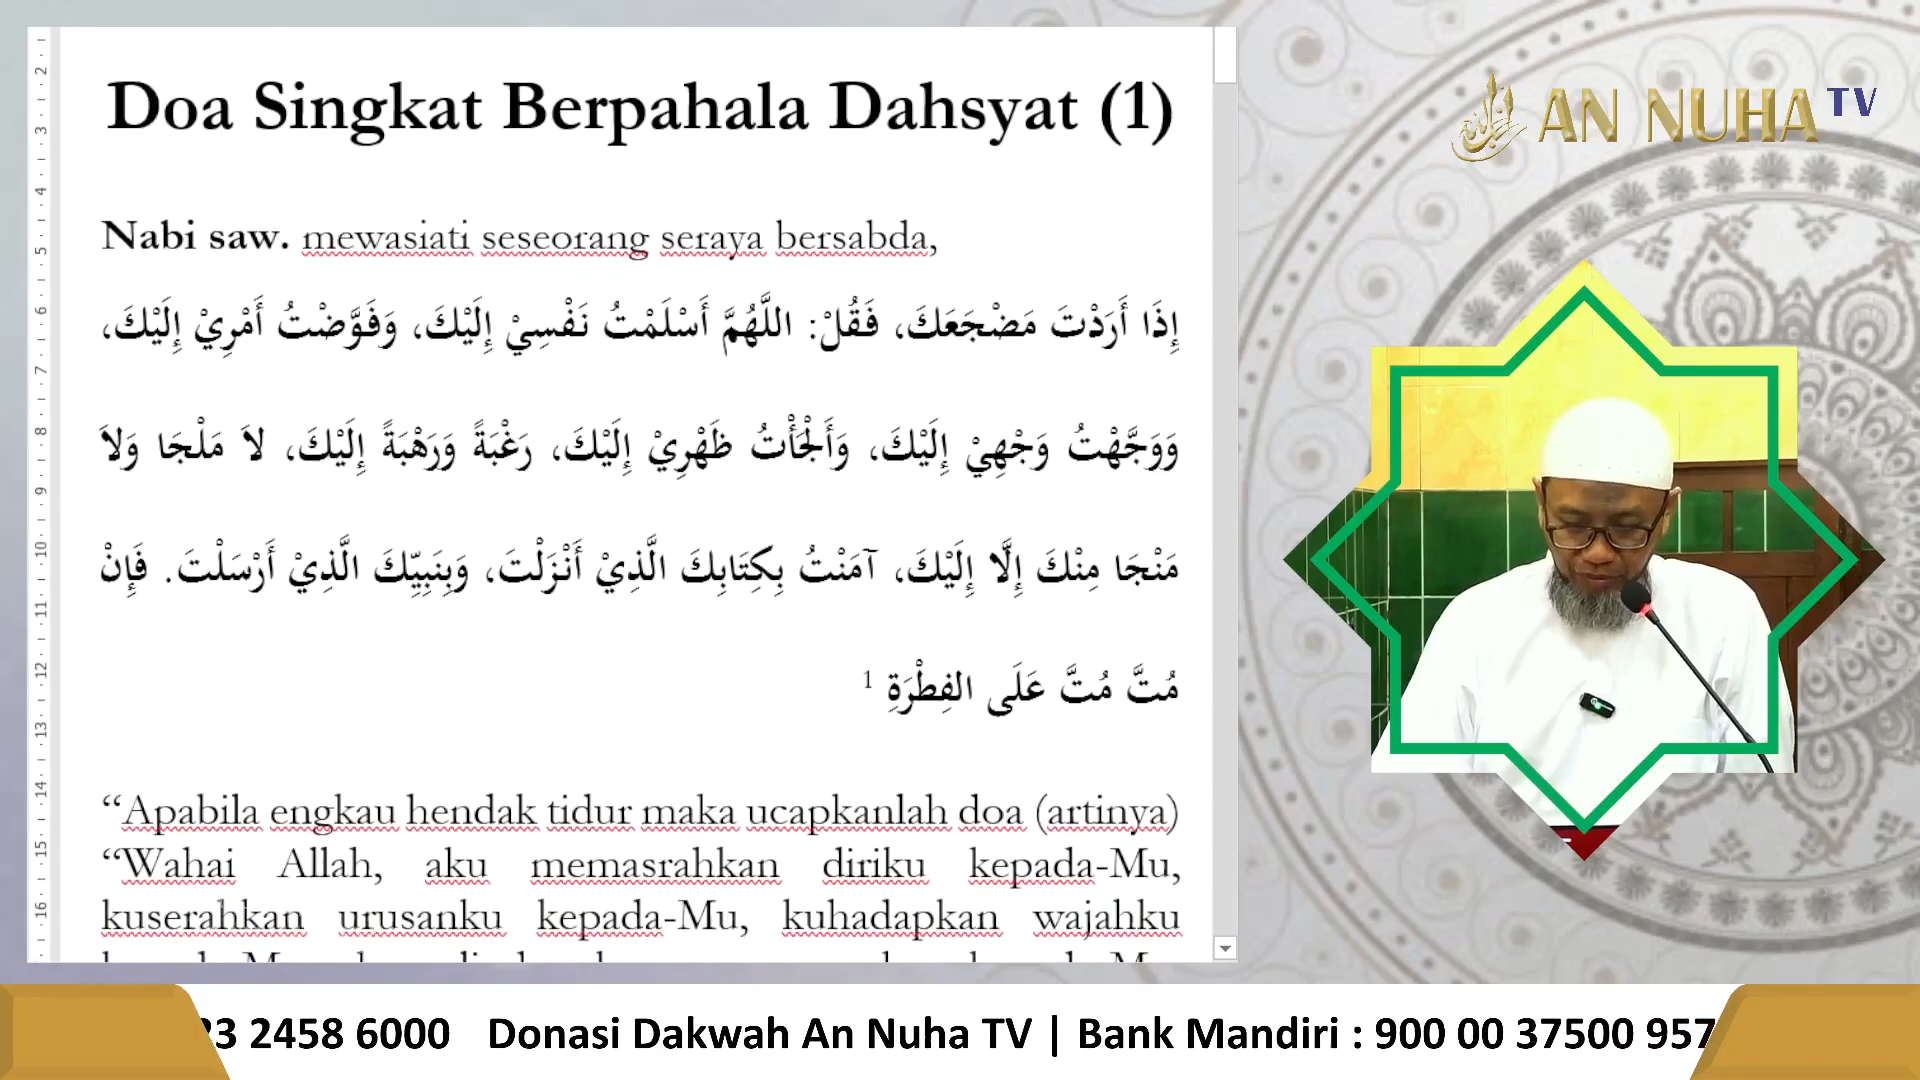 Doa Singkat Berpahala Dahsyat (1)
AN NUHA TV
Nabi saw. mewasiati seseorang seraya bersabda,
إِذَا أَرَدْتَ مَضْجَعَكَ، فَقُلْ: اللَّهُمَّ أَسْلَمْتُ نَفْسِيْ إِلَيْكَ، وَفَوَّضْتُ أَمْرِيْ إِلَيْكَ،
وَوَجَّهْتُ وَجْهِيْ إِلَيْكَ، وَأَلْجَأْتُ ظَهْرِيْ إِلَيْكَ، رَغْبَةً وَرَهْبَةً إِلَيْكَ، لاَ مَلْجَا وَلاَ
مَنْجَا مِنْكَ إِلَّا إِلَيْكَ، آمَنْتُ بِكِتَابِكَ الَّذِيْ أَنْزَلْتَ، وَبِنَبِيِّكَ الَّذِيْ أَرْسَلْتَ. فَإِنْ
مُتَّ مُتَّ عَلَى الفِطْرَةِ 1
“Apabila engkau hendak tidur maka ucapkanlah doa (artinya)
“Wahai Allah, aku memasrahkan diriku kepada-Mu,
kuserahkan urusanku kepada-Mu, kuhadapkan wajahku
23 2458 6000 Donasi Dakwah An Nuha TV | Bank Mandiri : 900 00 37500 957